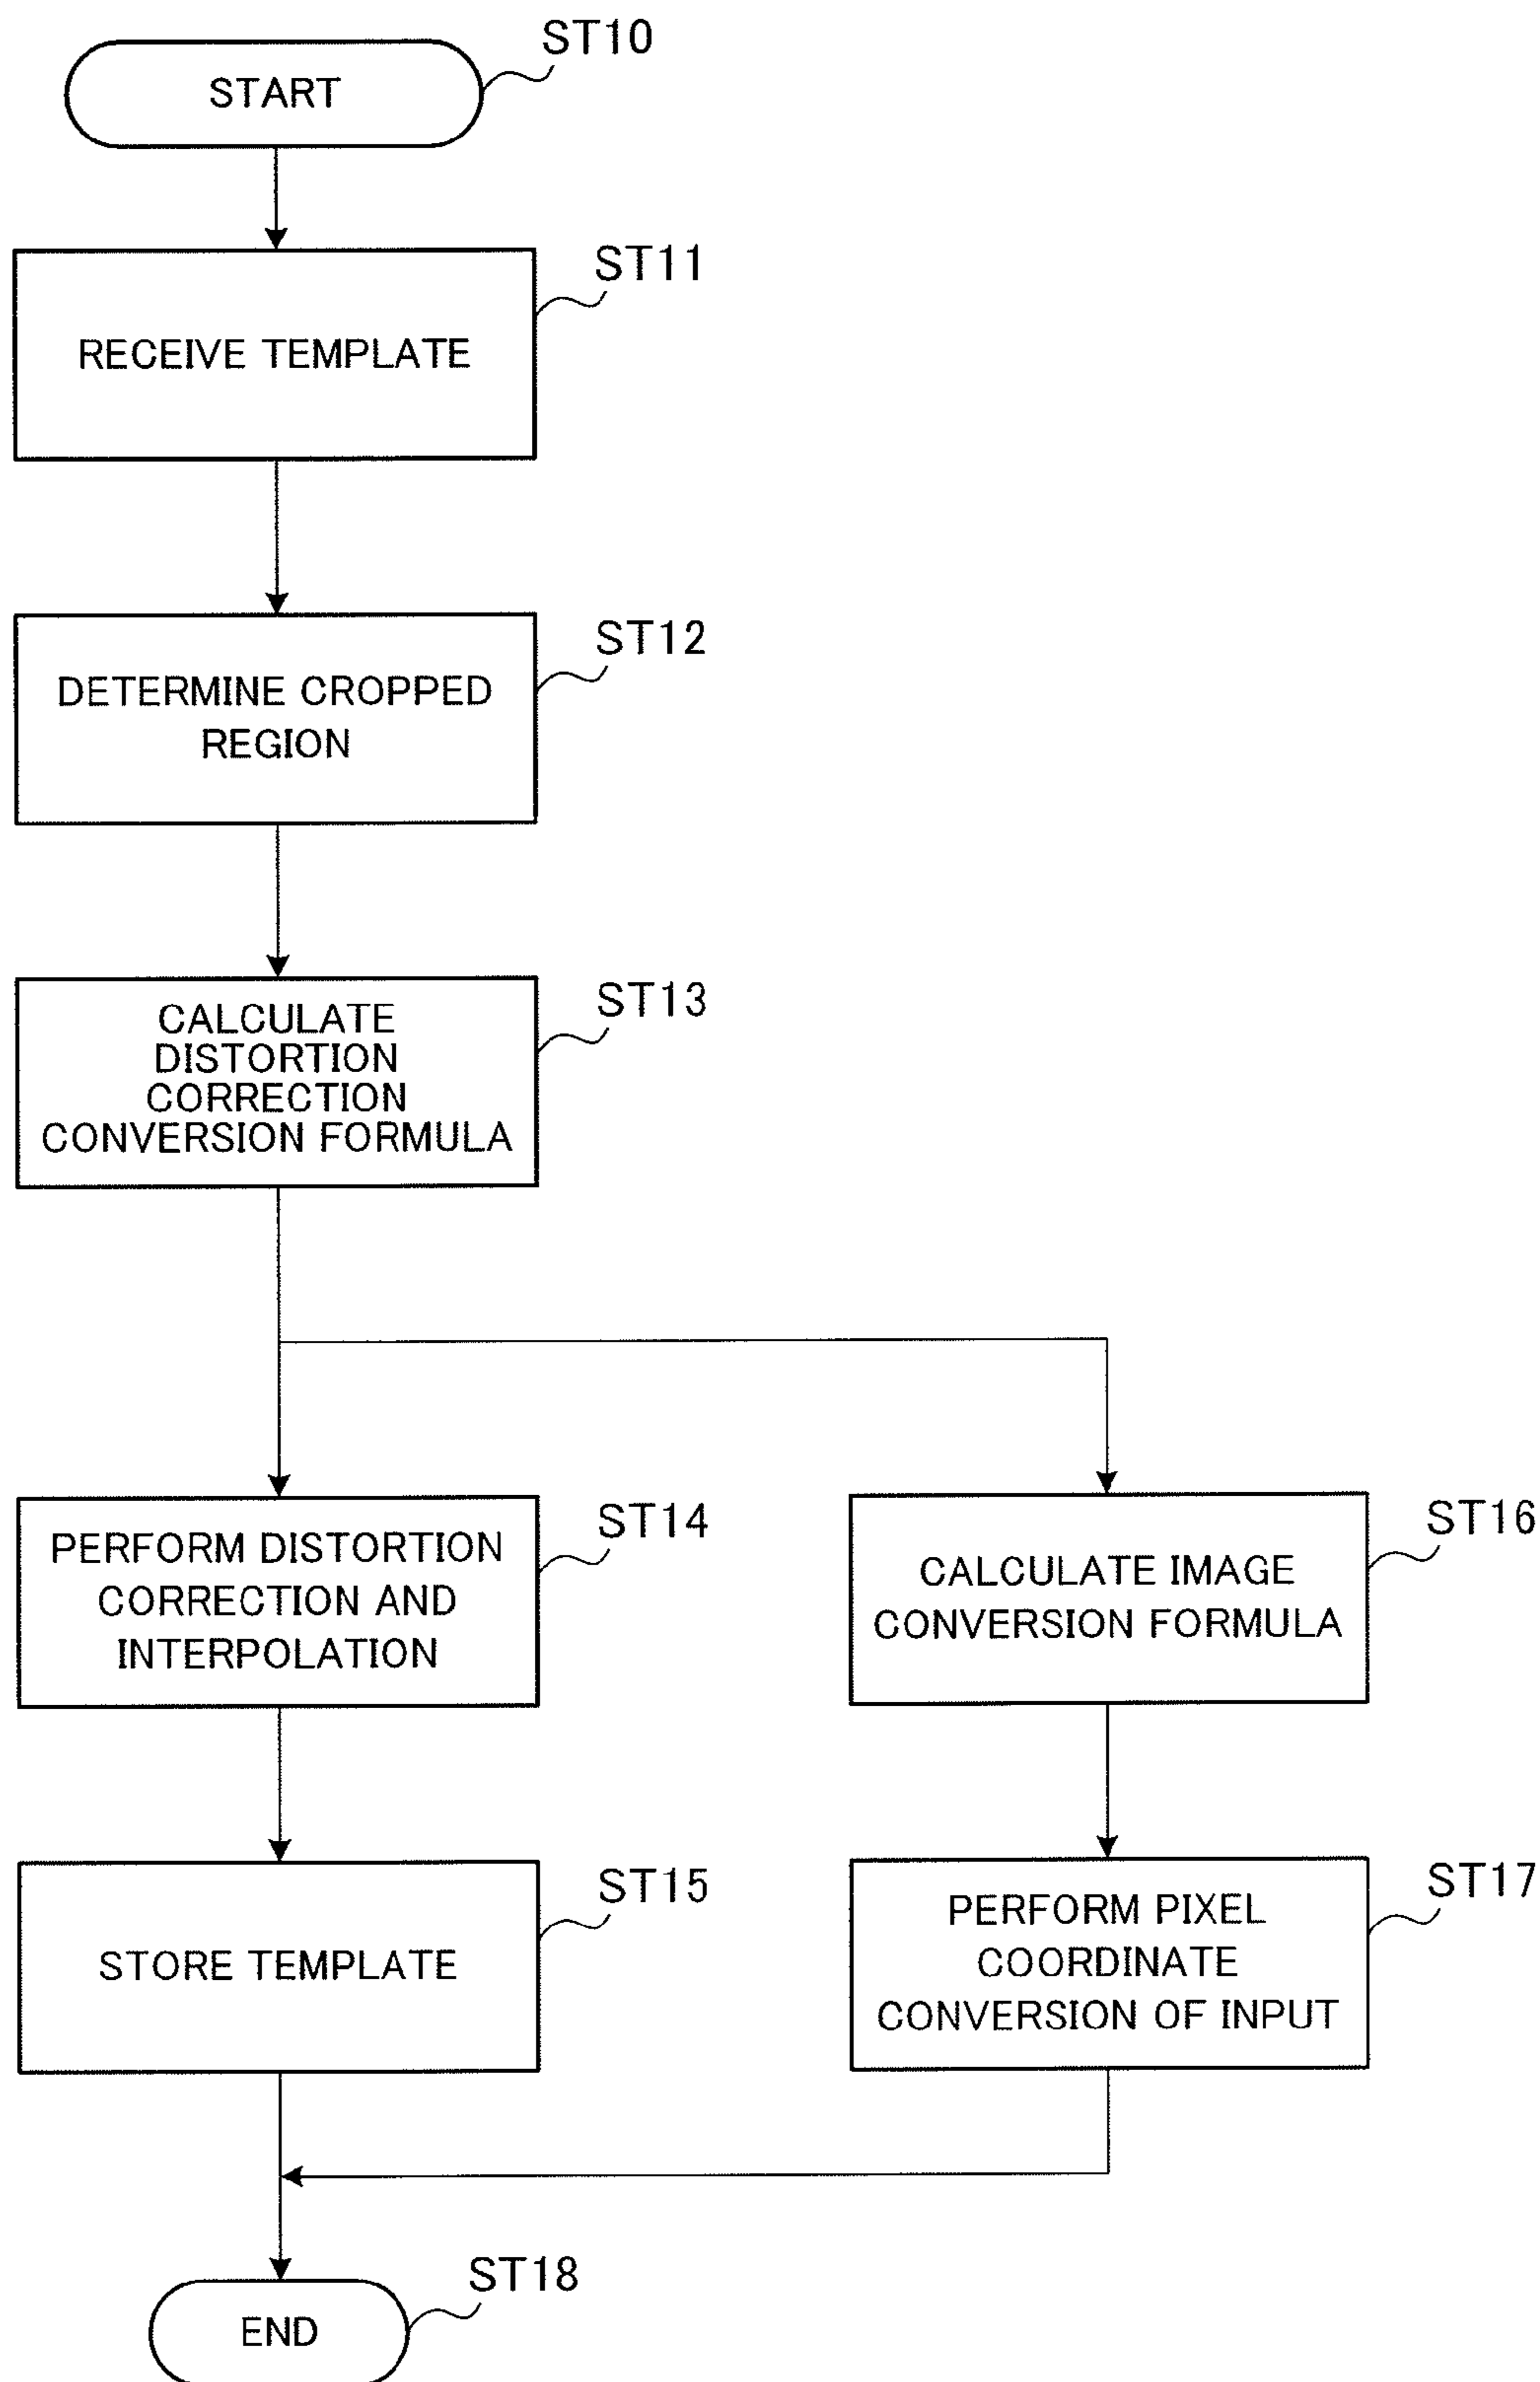 ST10
START
ST11
RECEIVE TEMPLATE
ST12
DETERMINE CROPPED
REGION
ST13
CALCULATE
DISTORTION
CORRECTION
CONVERSION FORMULA
ST14
PERFORM DISTORTION
CORRECTION AND
INTERPOLATION
ST16
CALCULATE IMAGE
CONVERSION FORMULA
ST15
STORE TEMPLATE
ST17
PERFORM PIXEL
COORDINATE
CONVERSION OF INPUT
ST18
END